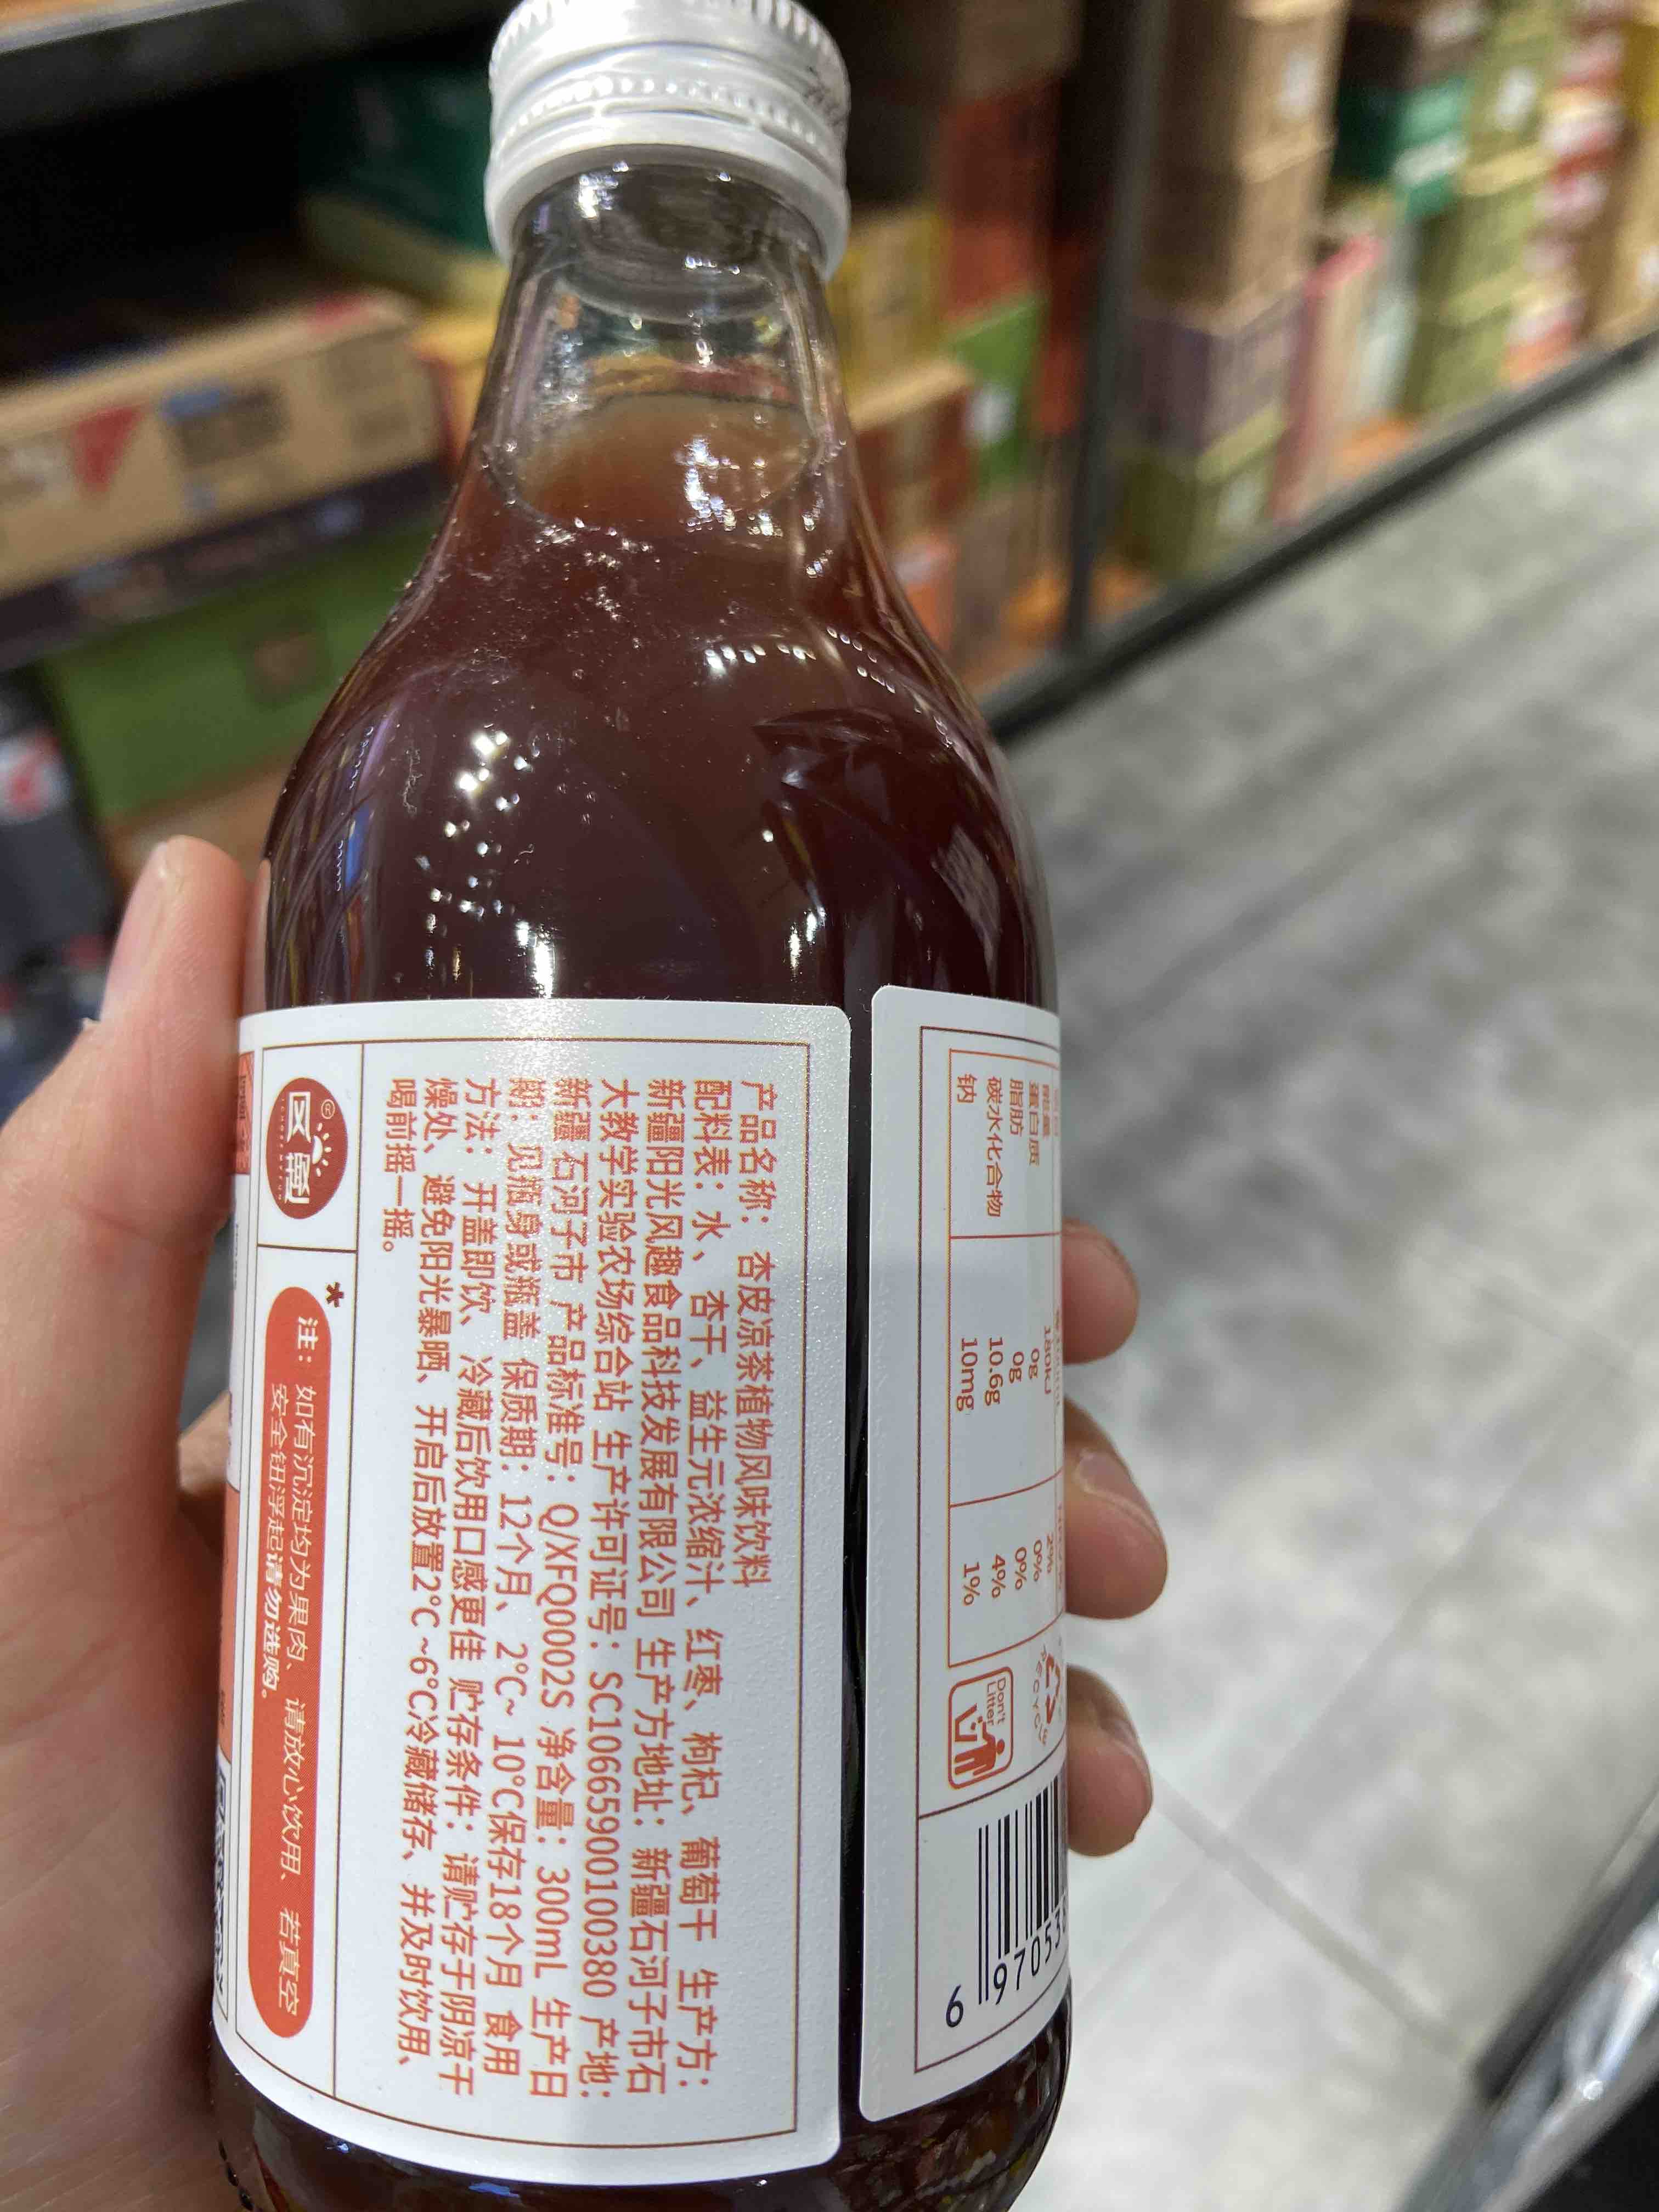 产品名称：杏皮凉茶植物风味饮料
配料表：水、杏干、益生元浓缩汁、红枣、枸杞、葡萄干 生产方：
新疆阳光风趣食品科技发展有限公司 生产方地址：新疆石河子市石
大教学实验农场综合站 生产许可证号：SC10665900100380 产地：
新疆 石河子市 产品标准号：Q/XFQ0002S 净含量：300mL 生产日
期：见瓶身或瓶盖 保质期：12个月、2℃~10℃保存18个月 食用
方法：开盖即饮、冷藏后饮用口感更佳 贮存条件：请贮存于阴凉干
燥处、避免阳光暴晒、开启后放置2℃~6℃冷藏储存、并及时饮用、
喝前摇一摇。
*
注：如有沉淀均为果肉、请放心饮用、若真空
安全钮浮起请勿选购。
能量 180kJ 2%
蛋白质 0g 0%
脂肪 0g 0%
碳水化合物 10.6g 4%
钠 10mg 1%
RECYCLE
Don't
Litter
6 97053